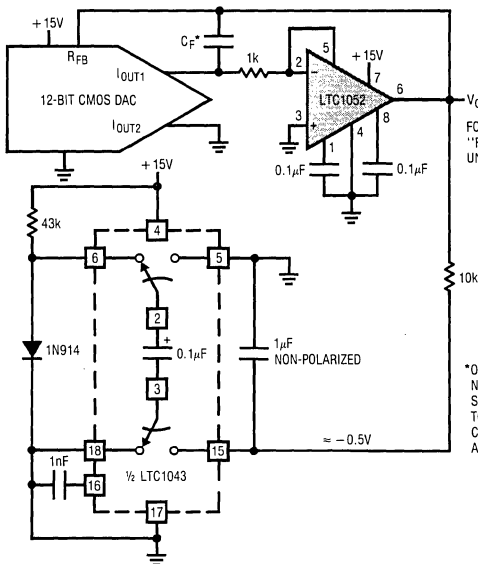 +15V
RFB
CF*
IOUT1
1k
2
5
+15V
7
12-BIT CMOS DAC
LTC1052
6
3
8
IOUT2
1
4
0.1µF
0.1µF
+15V
43k
4
6
5
10k
2
1N914
+
0.1µF
1µF
NON-POLARIZED
3
≈ −0.5V
18
15
1nF
16
½ LTC1043
17